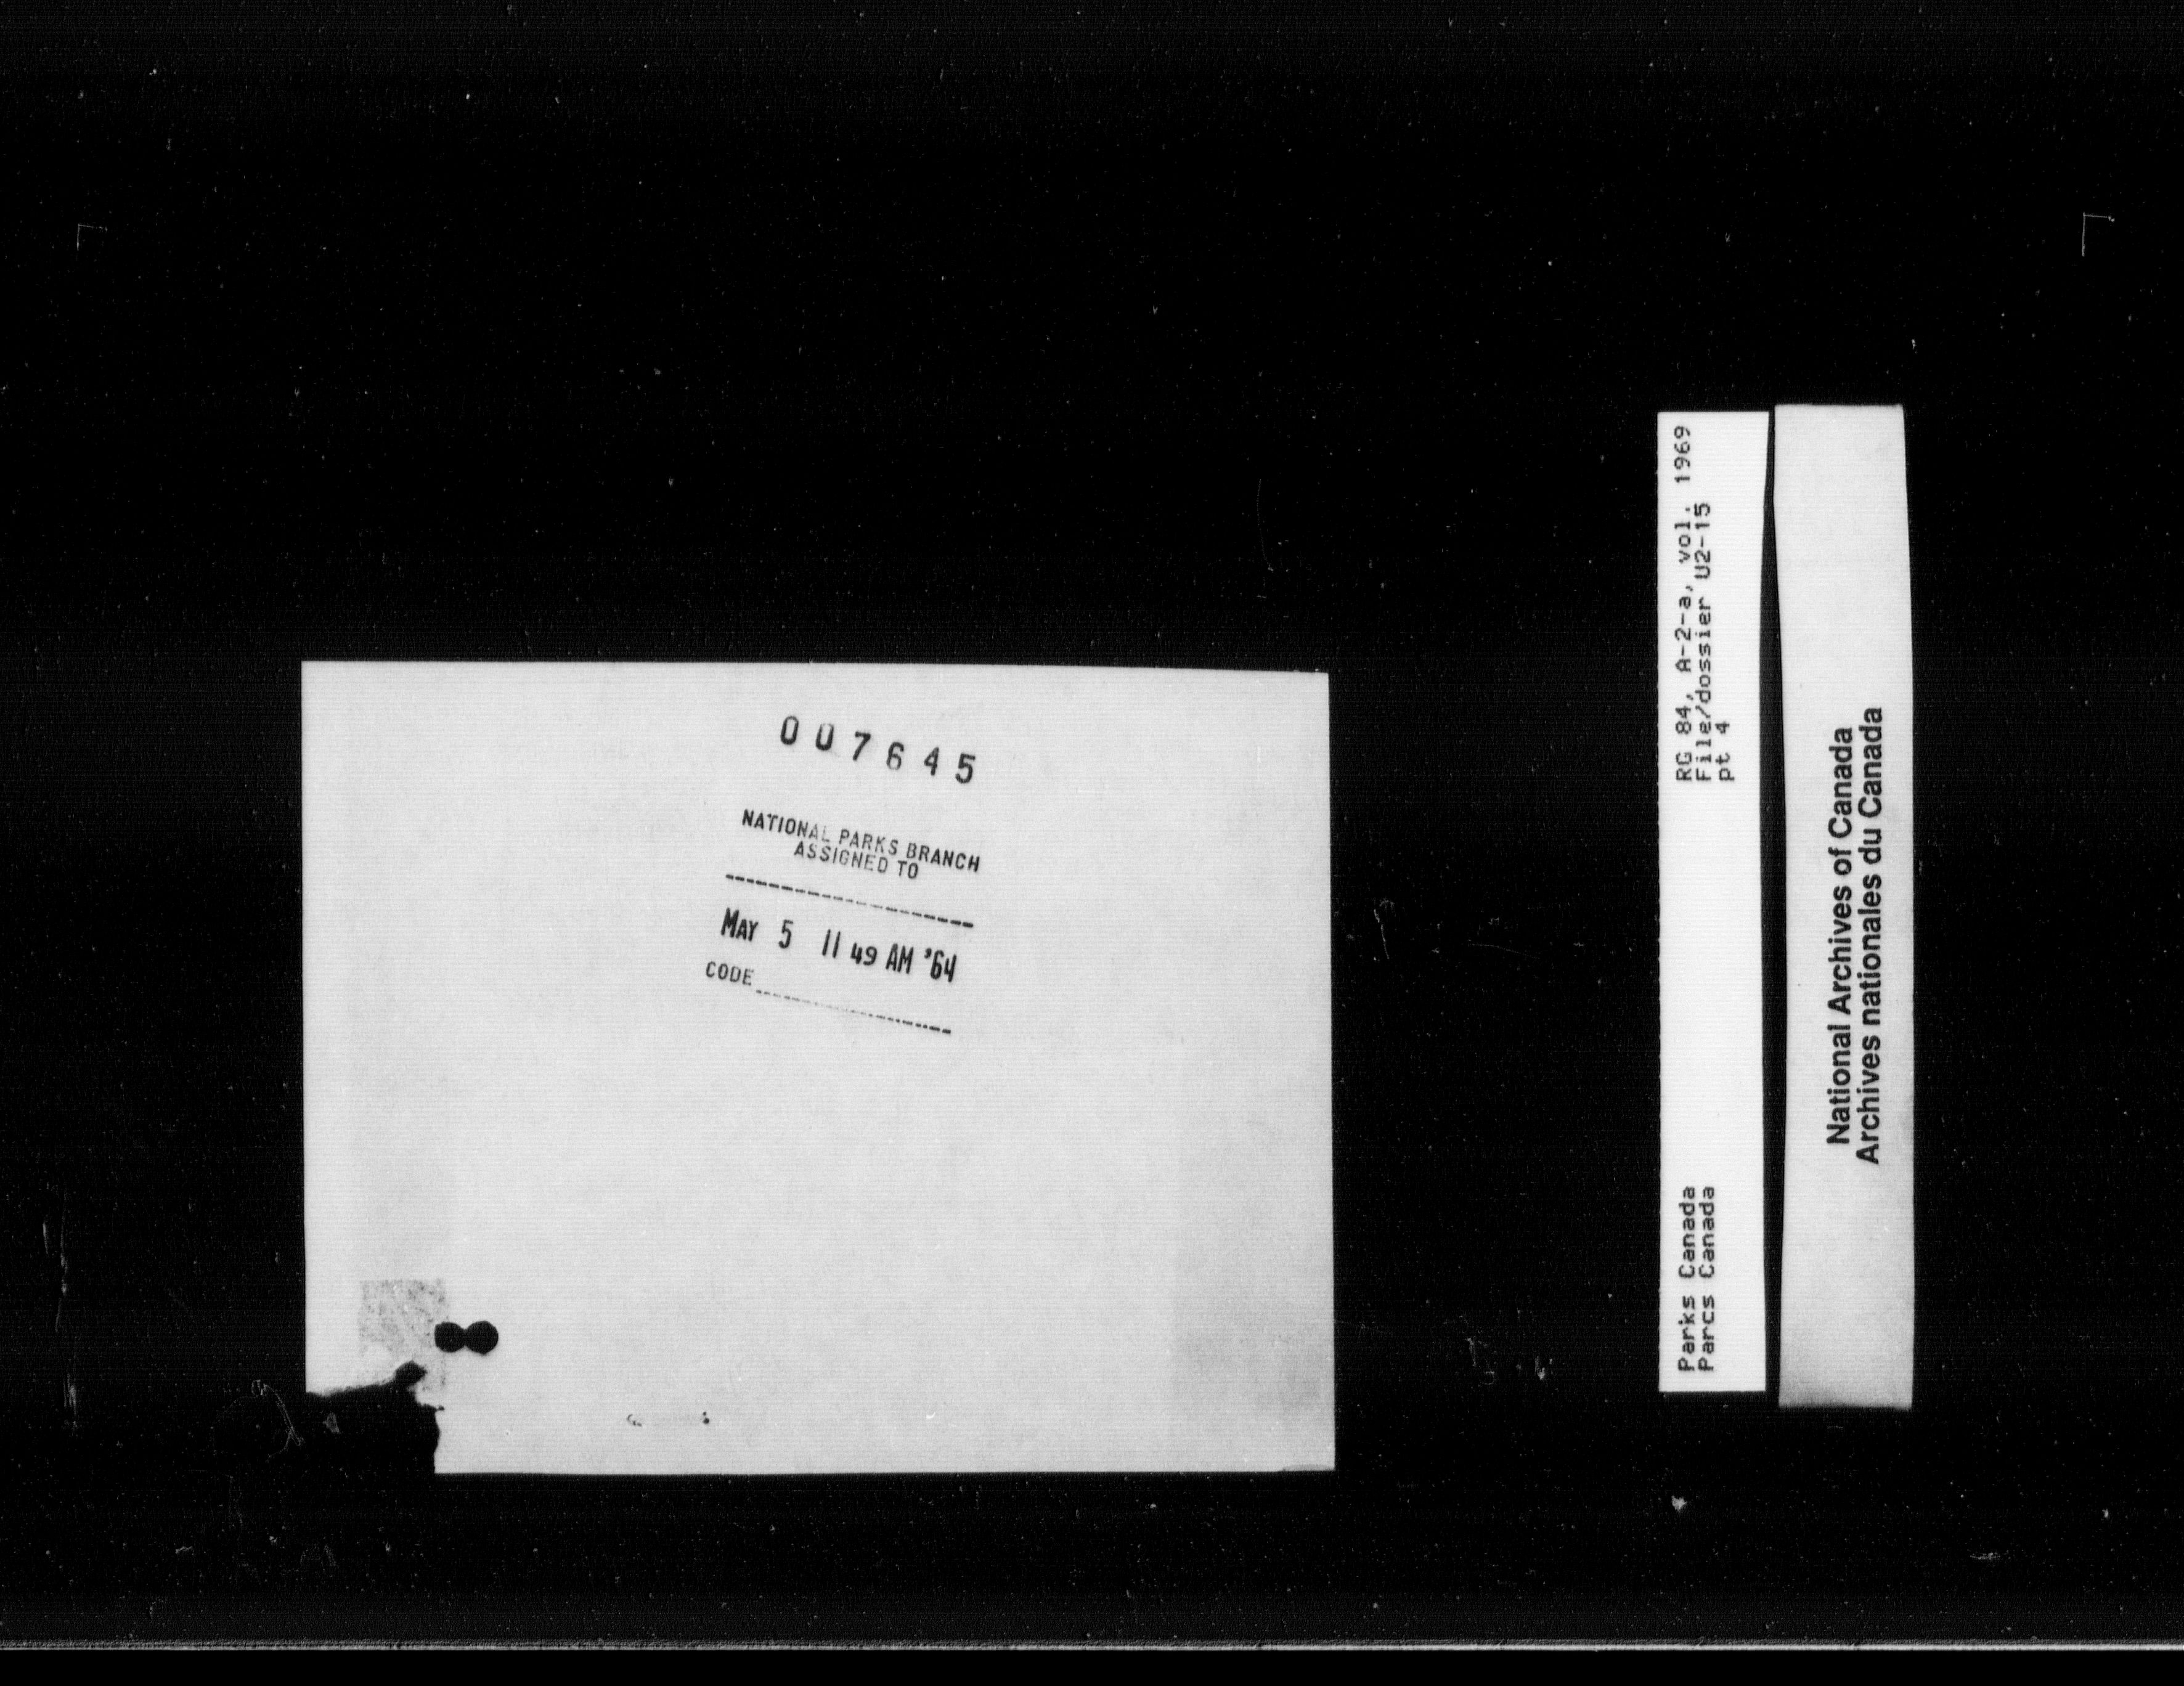 007645
NATIONAL PARKS BRANCH
ASSIGNED TO
MAY 5 11 49 AM '64
CODE
RG 84, A-2-a, vol. 1969
File/dossier U2-15
pt 4
Parks Canada
Parcs Canada
National Archives of Canada
Archives nationales du Canada